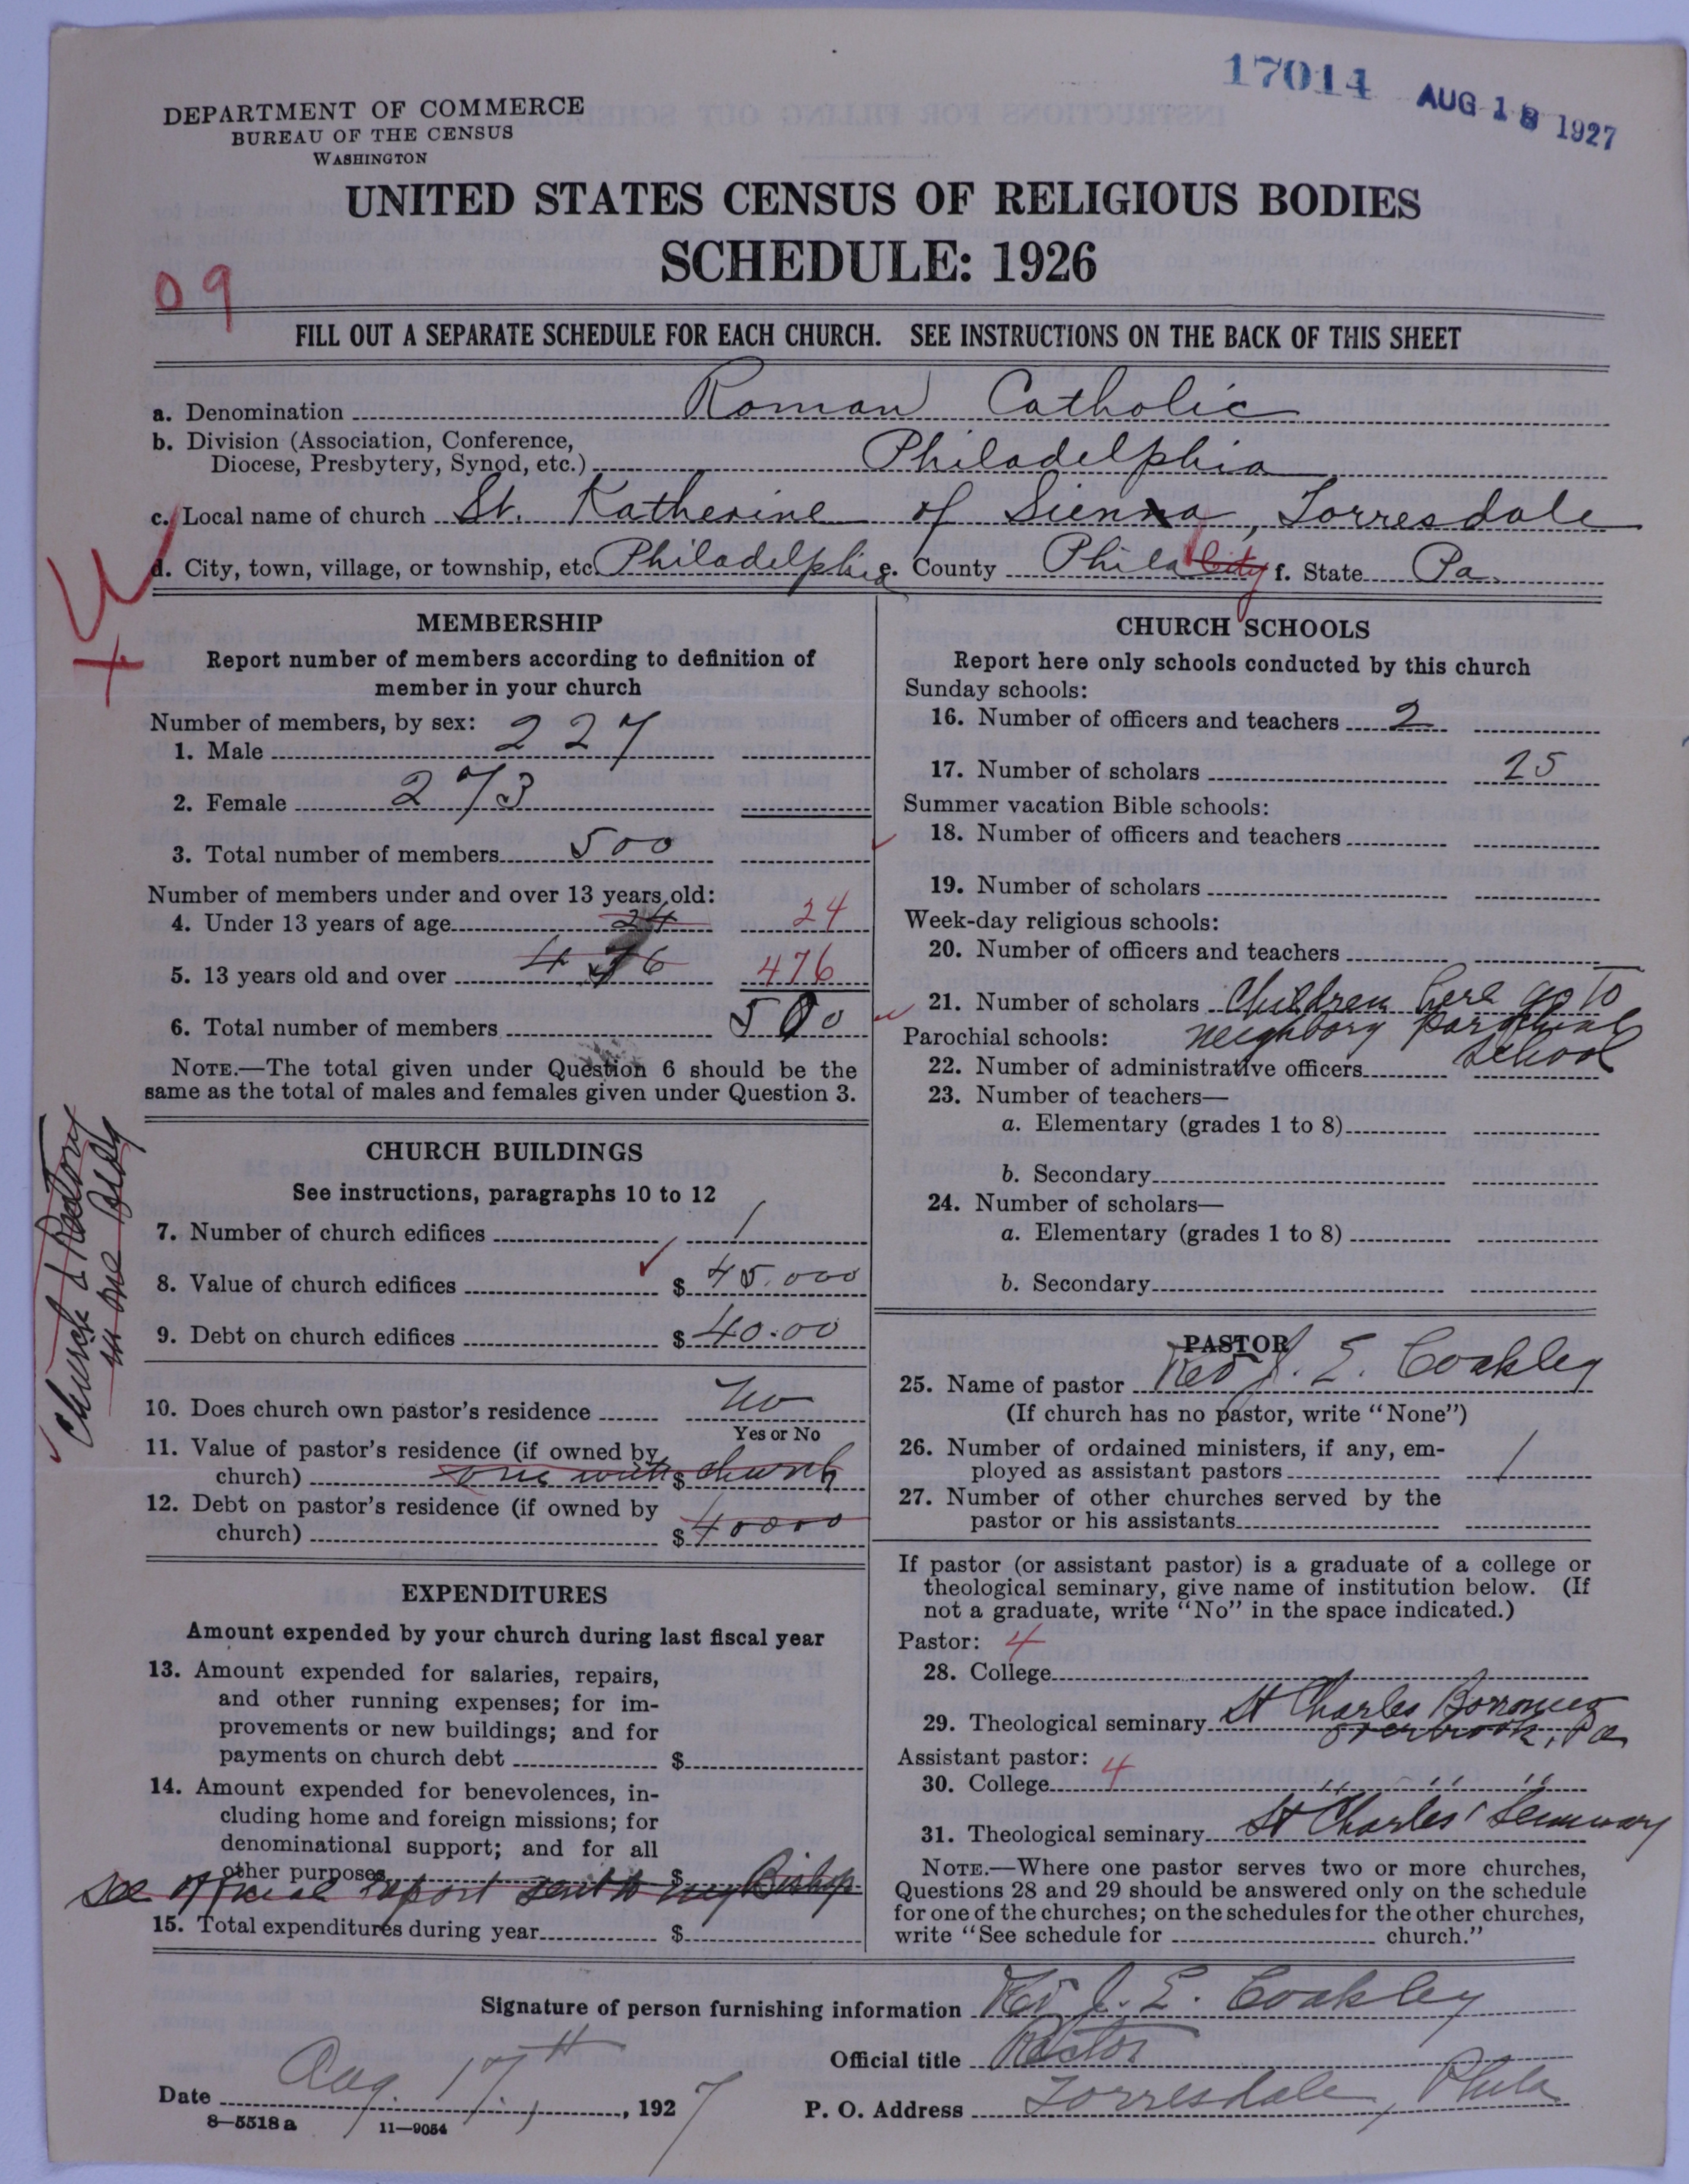 17014 AUG 18 1927
DEPARTMENT OF COMMERCE
BUREAU OF THE CENSUS
WASHINGTON
UNITED STATES CENSUS OF RELIGIOUS BODIES
SCHEDULE: 1926
09
FILL OUT A SEPARATE SCHEDULE FOR EACH CHURCH. SEE INSTRUCTIONS ON THE BACK OF THIS SHEET
a. Denomination Roman Catholic
b. Division (Association, Conference,
Diocese, Presbytery, Synod, etc.) Philadelphia
c. Local name of church St. Katherine of Sienna, Torresdale
d. City, town, village, or township, etc. Philadelphia e. County Phila City f. State Pa.
MEMBERSHIP
Report number of members according to definition of
member in your church
Number of members, by sex:
1. Male 227
2. Female 273
3. Total number of members 500
Number of members under and over 13 years old:
4. Under 13 years of age 24 24
5. 13 years old and over 476 476
6. Total number of members 500
NOTE.—The total given under Question 6 should be the
same as the total of males and females given under Question 3.
CHURCH BUILDINGS
See instructions, paragraphs 10 to 12
7. Number of church edifices 1
8. Value of church edifices $ 45.000
9. Debt on church edifices $ 40.00
Church & Rectory
in one Bldg
10. Does church own pastor's residence No
Yes or No
11. Value of pastor's residence (if owned by
church) one with $ church
12. Debt on pastor's residence (if owned by
church) $ 40000
EXPENDITURES
Amount expended by your church during last fiscal year
13. Amount expended for salaries, repairs,
and other running expenses; for im-
provements or new buildings; and for
payments on church debt $
14. Amount expended for benevolences, in-
cluding home and foreign missions; for
denominational support; and for all
other purposes $
see official report sent to my Bishop
15. Total expenditures during year $
CHURCH SCHOOLS
Report here only schools conducted by this church
Sunday schools:
16. Number of officers and teachers 2
17. Number of scholars 25
Summer vacation Bible schools:
18. Number of officers and teachers
19. Number of scholars
Week-day religious schools:
20. Number of officers and teachers
21. Number of scholars Children here go to
Parochial schools: neighbory parochial
school
22. Number of administrative officers
23. Number of teachers—
a. Elementary (grades 1 to 8)
b. Secondary
24. Number of scholars—
a. Elementary (grades 1 to 8)
b. Secondary
PASTOR
25. Name of pastor Rev J. E. Coakley
(If church has no pastor, write "None")
26. Number of ordained ministers, if any, em-
ployed as assistant pastors 1
27. Number of other churches served by the
pastor or his assistants
If pastor (or assistant pastor) is a graduate of a college or
theological seminary, give name of institution below. (If
not a graduate, write "No" in the space indicated.)
Pastor: 4
28. College
29. Theological seminary St Charles Borromeo
Overbrook, Pa
Assistant pastor: 4
30. College " " "
31. Theological seminary St Charles' Seminary
NOTE.—Where one pastor serves two or more churches,
Questions 28 and 29 should be answered only on the schedule
for one of the churches; on the schedules for the other churches,
write "See schedule for church."
Signature of person furnishing information Rev J. E. Coakley
Official title Rector
Date Aug. 17th, 1927
P. O. Address Torresdale, Phila
8—5518 a 11—9054